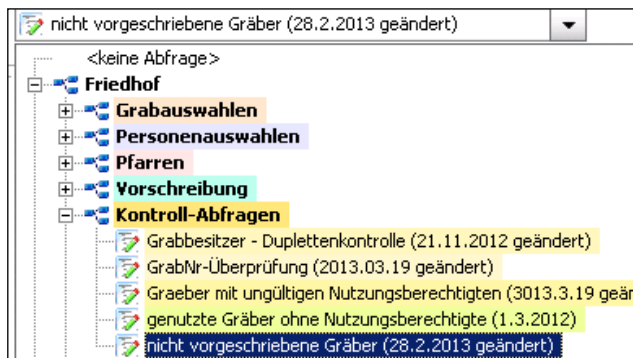 nicht vorgeschriebene Gräber (28.2.2013 geändert)
<keine Abfrage>
Friedhof
Grabauswahlen
Personenauswahlen
Pfarren
Vorschreibung
Kontroll-Abfragen
Grabbesitzer - Duplettenkontrolle (21.11.2012 geändert)
GrabNr-Überprüfung (2013.03.19 geändert)
Graeber mit ungültigen Nutzungsberechtigten (3013.3.19 geär
genutzte Gräber ohne Nutzungsberechtigte (1.3.2012)
nicht vorgeschriebene Gräber (28.2.2013 geändert)